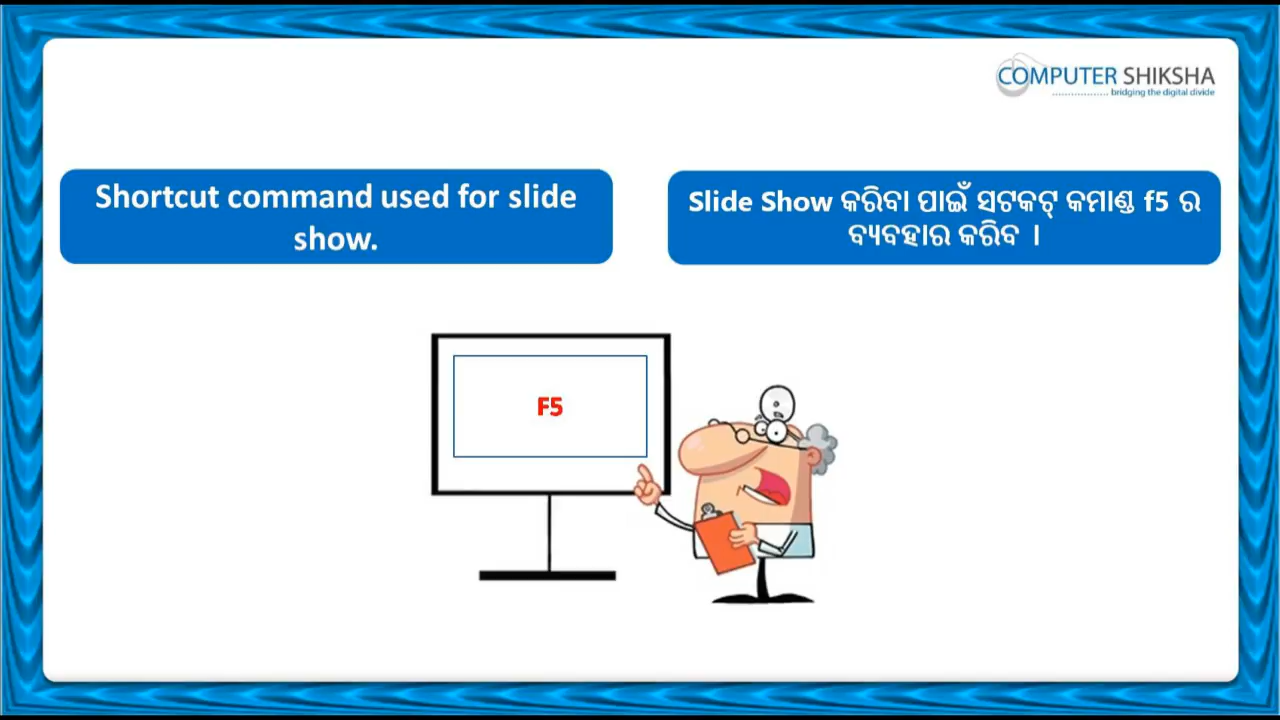 COMPUTER SHIKSHA
bridging the digital divide
Shortcut command used for slide
show.
Slide Show କରିବା ପାଇଁ ସଟକଟ୍ କମାଣ୍ଡ f5 ର
ବ୍ୟବହାର କରିବ ।
F5